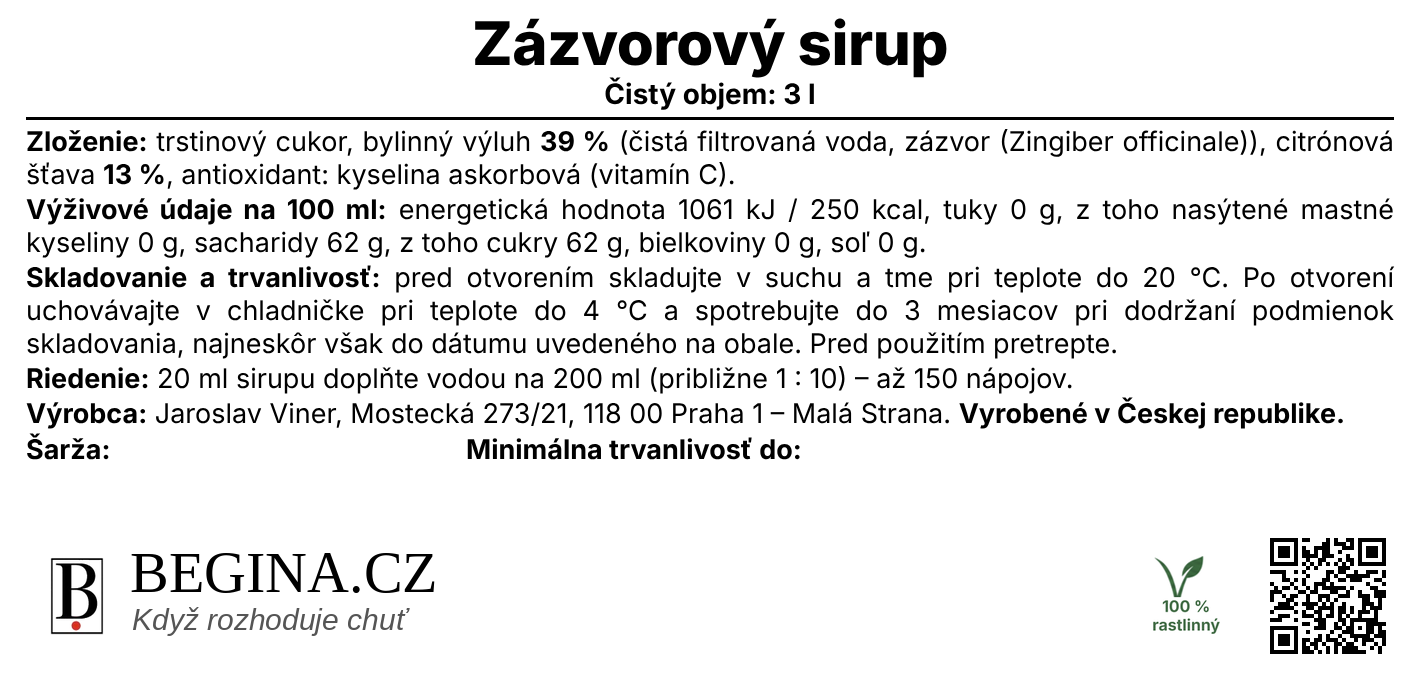 Zázvorový sirup
Čistý objem: 3 l
Zloženie: trstinový cukor, bylinný výluh 39 % (čistá filtrovaná voda, zázvor (Zingiber officinale)), citrónová
šťava 13 %, antioxidant: kyselina askorbová (vitamín C).
Výživové údaje na 100 ml: energetická hodnota 1061 kJ / 250 kcal, tuky 0 g, z toho nasýtené mastné
kyseliny 0 g, sacharidy 62 g, z toho cukry 62 g, bielkoviny 0 g, soľ 0 g.
Skladovanie a trvanlivosť: pred otvorením skladujte v suchu a tme pri teplote do 20 °C. Po otvorení
uchovávajte v chladničke pri teplote do 4 °C a spotrebujte do 3 mesiacov pri dodržaní podmienok
skladovania, najneskôr však do dátumu uvedeného na obale. Pred použitím pretrepte.
Riedenie: 20 ml sirupu doplňte vodou na 200 ml (približne 1 : 10) – až 150 nápojov.
Výrobca: Jaroslav Viner, Mostecká 273/21, 118 00 Praha 1 – Malá Strana. Vyrobené v Českej republike.
Šarža: Minimálna trvanlivosť do:
B BEGINA.CZ
Když rozhoduje chuť
100 %
rastlinný